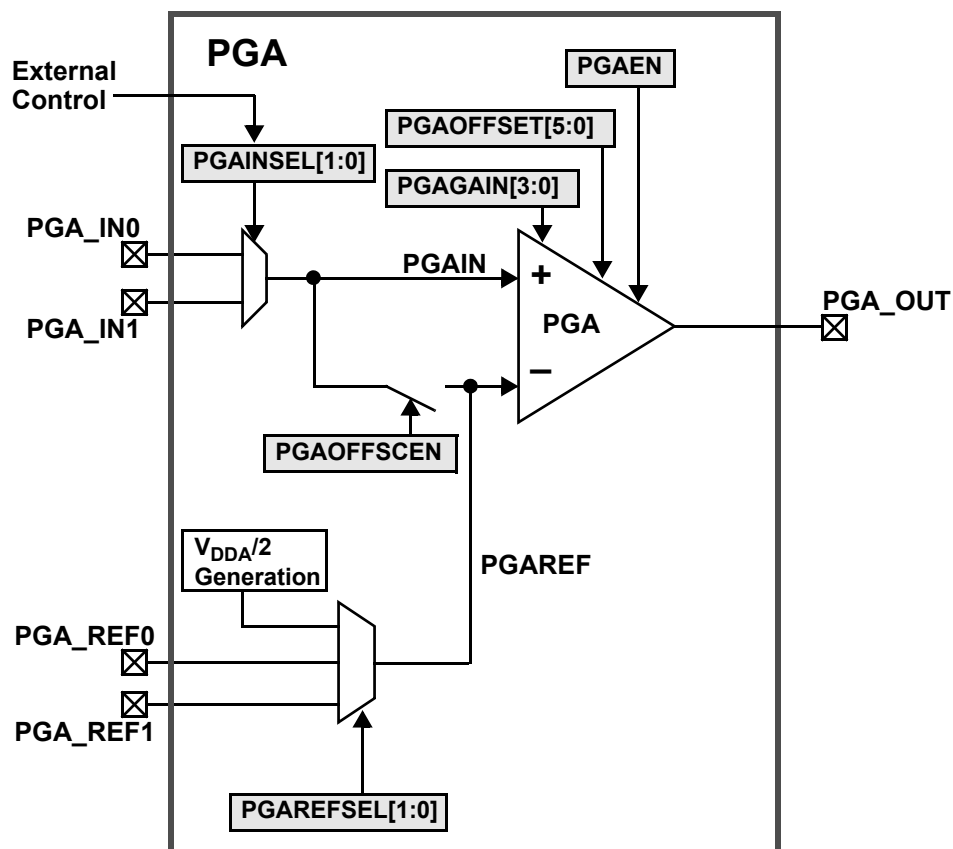 PGA
External
Control
PGAEN
PGAOFFSET[5:0]
PGAINSEL[1:0]
PGAGAIN[3:0]
PGA_IN0
PGAIN
+
PGA_OUT
PGA_IN1
PGA
−
PGAOFFSCEN
VDDA/2
Generation
PGAREF
PGA_REF0
PGA_REF1
PGAREFSEL[1:0]